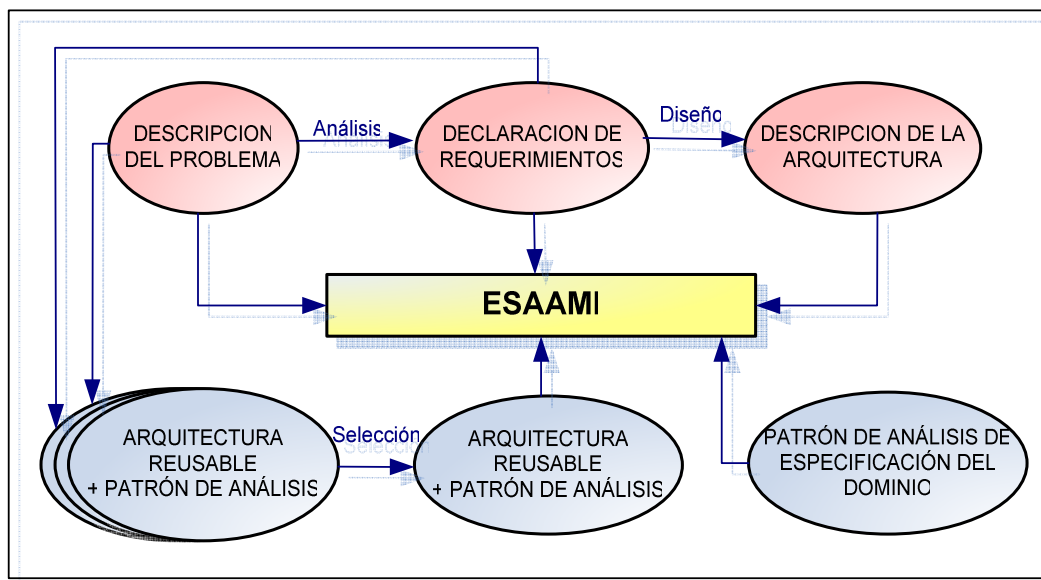 DESCRIPCION
DEL PROBLEMA
Análisis
DECLARACION DE
REQUERIMIENTOS
Diseño
DESCRIPCION DE LA
ARQUITECTURA
ESAAMI
ARQUITECTURA
REUSABLE
+ PATRÓN DE ANÁLISIS
Selección
ARQUITECTURA
REUSABLE
+ PATRÓN DE ANÁLISIS
PATRÓN DE ANÁLISIS DE
ESPECIFICACIÓN DEL
DOMINIO